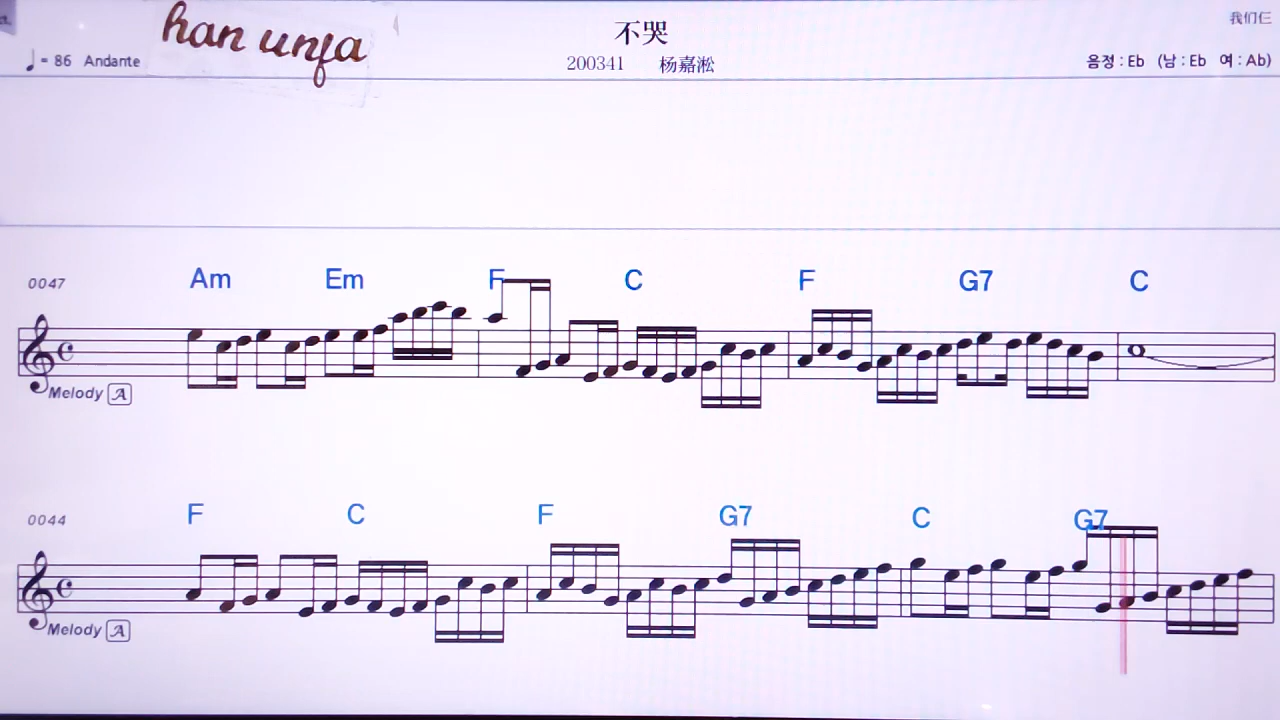 han unja
不哭
我们仨
♩= 86 Andante
200341 杨嘉淞
음정 : Eb (남 : Eb 여 : Ab)
Am Em F C F G7 C
0047
Melody A
F C F G7 C G7
0044
Melody A